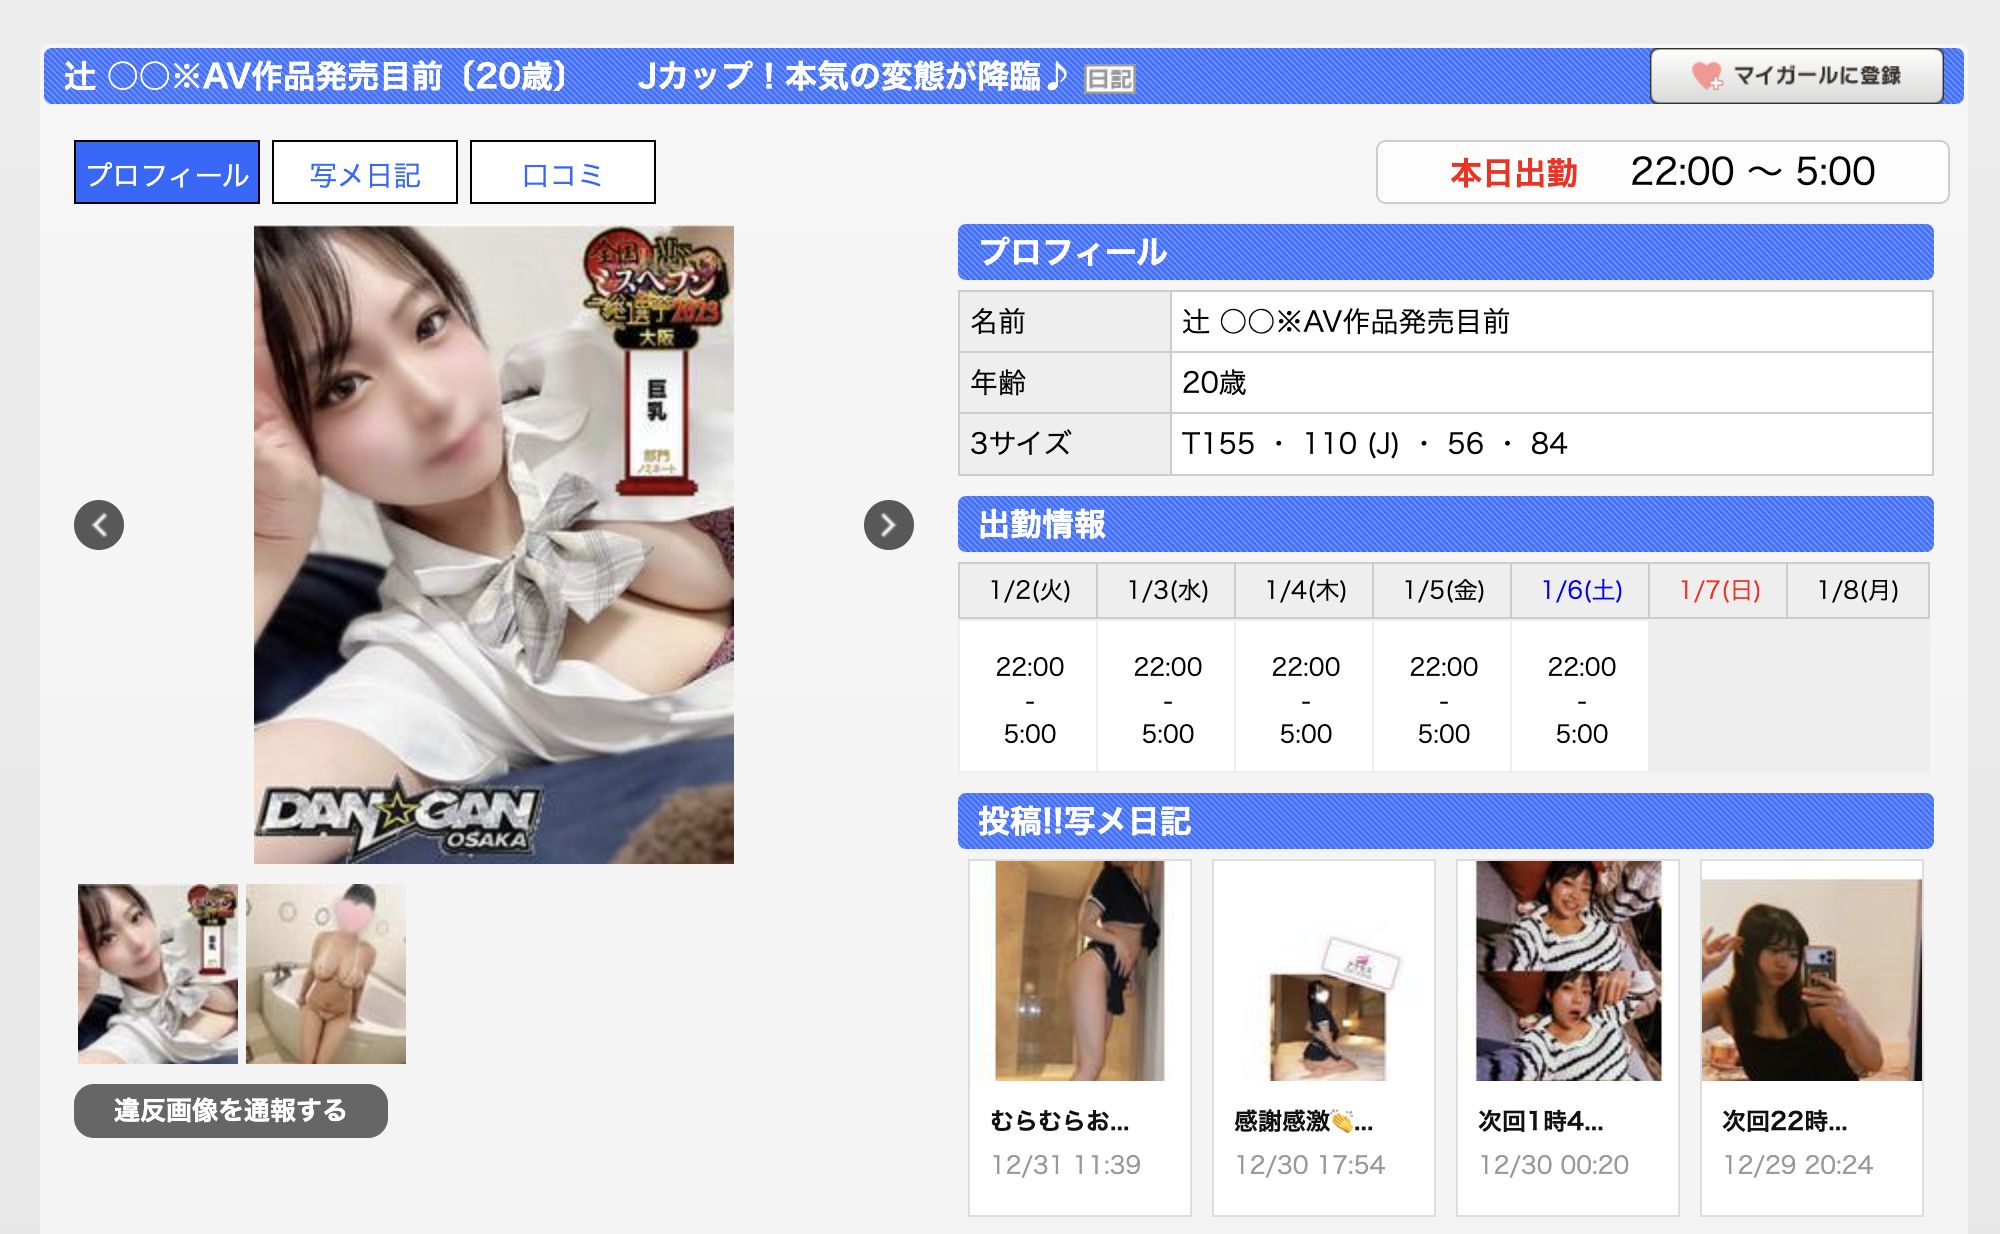 辻 ○○※AV作品発売目前〔20歳〕 Jカップ！本気の変態が降臨♪ 日記
マイガールに登録
プロフィール
写メ日記
口コミ
本日出勤 22:00 ～ 5:00
全国 Miss
ミスヘブン
総選挙2023
大阪
巨乳
部門
ノミネート
DAN☆GAN
OSAKA
違反画像を通報する
プロフィール
名前 辻 ○○※AV作品発売目前
年齢 20歳
3サイズ T155 ・ 110 (J) ・ 56 ・ 84
出勤情報
1/2(火) 1/3(水) 1/4(木) 1/5(金) 1/6(土) 1/7(日) 1/8(月)
22:00 22:00 22:00 22:00 22:00
- - - - -
5:00 5:00 5:00 5:00 5:00
投稿!!写メ日記
むらむらお...
12/31 11:39
感謝感激👏...
12/30 17:54
次回1時4...
12/30 00:20
次回22時...
12/29 20:24